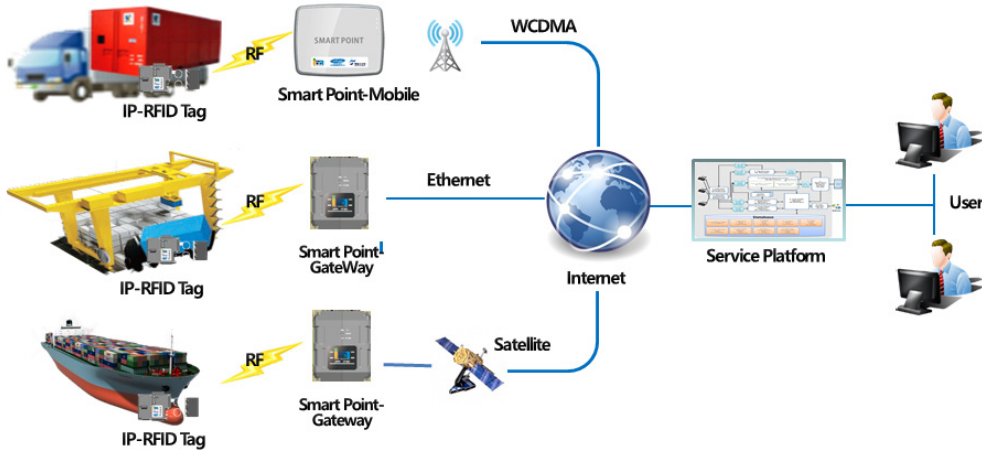 RF
SMART POINT
WCDMA
IP-RFID Tag
Smart Point-Mobile
RF
Ethernet
User
Smart Point-
GateWay
Service Platform
Internet
IP-RFID Tag
RF
Satellite
Smart Point-
Gateway
IP-RFID Tag